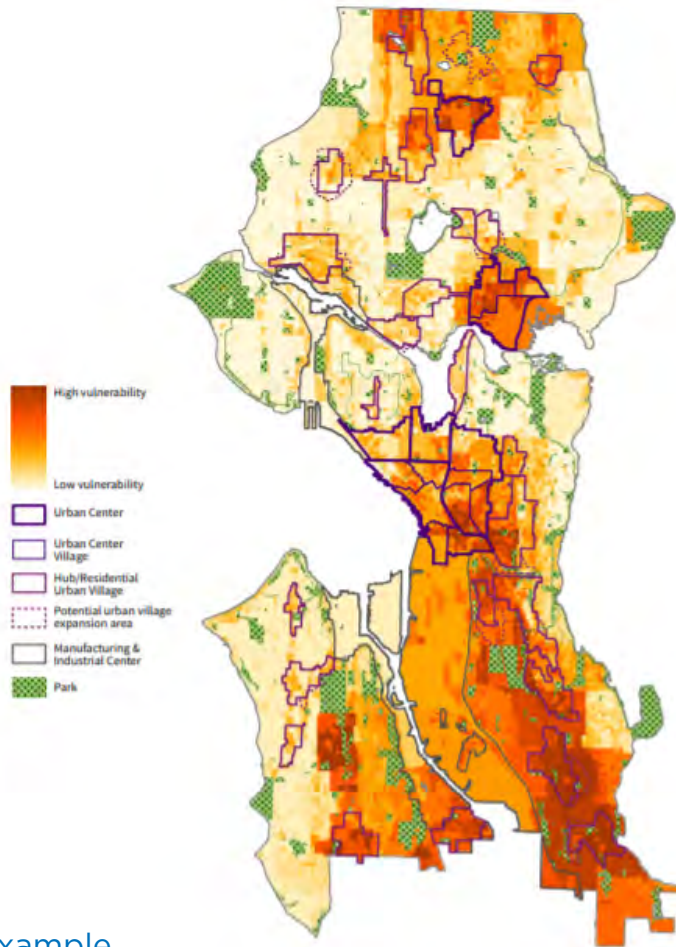 High vulnerability
Low vulnerability
Urban Center
Urban Center
Village
Hub/Residential
Urban Village
Potential urban village
expansion area
Manufacturing &
Industrial Center
Park